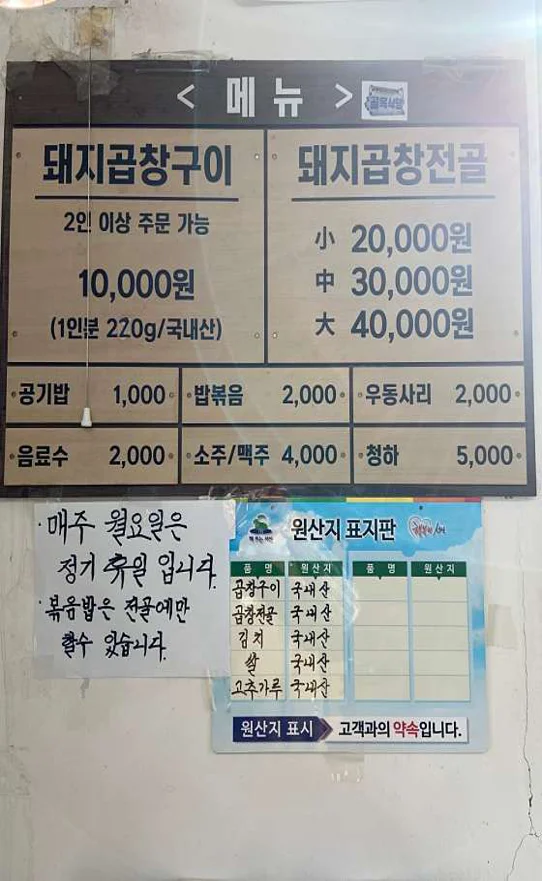 < 메뉴 >
골목식당
돼지곱창구이
2인 이상 주문 가능
10,000원
(1인분 220g/국내산)
돼지곱창전골
小 20,000원
中 30,000원
大 40,000원
공기밥 1,000
밥볶음 2,000
우동사리 2,000
음료수 2,000
소주/맥주 4,000
청하 5,000
·매주 월요일은
정기 휴일 입니다.
·볶음밥은 전골에만
할수 있습니다.
원산지 표지판
품 명 원 산 지 품 명 원 산 지
곱창구이 국내산
곱창전골 국내산
김치 국내산
쌀 국내산
고추가루 국내산
원산지 표시 고객과의 약속입니다.